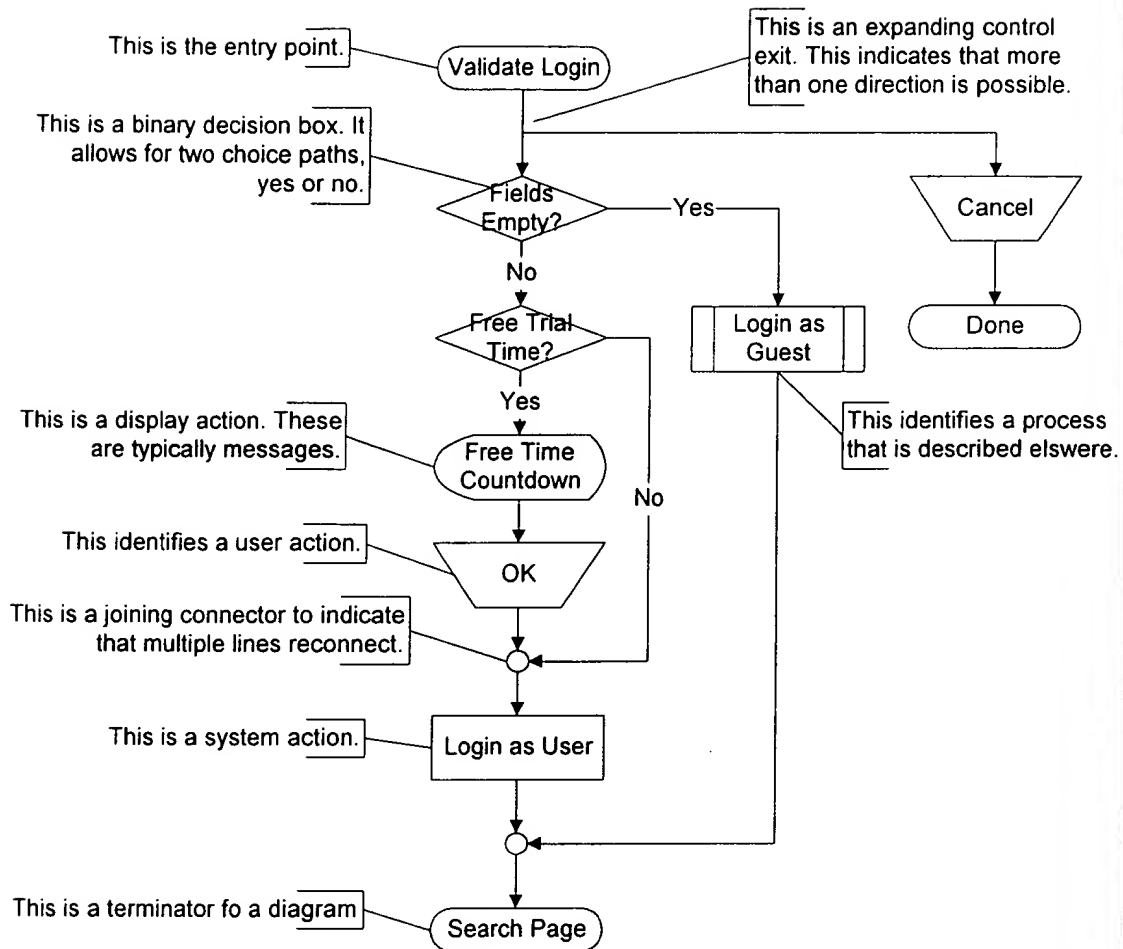 This is the entry point.
Validate Login
This is an expanding control
exit. This indicates that more
than one direction is possible.
This is a binary decision box. It
allows for two choice paths,
yes or no.
Fields
Empty?
Yes
Cancel
No
Free Trial
Time?
Login as
Guest
Done
Yes
This is a display action. These
are typically messages.
Free Time
Countdown
This identifies a process
that is described elswere.
No
This identifies a user action.
OK
This is a joining connector to indicate
that multiple lines reconnect.
This is a system action.
Login as User
This is a terminator fo a diagram
Search Page